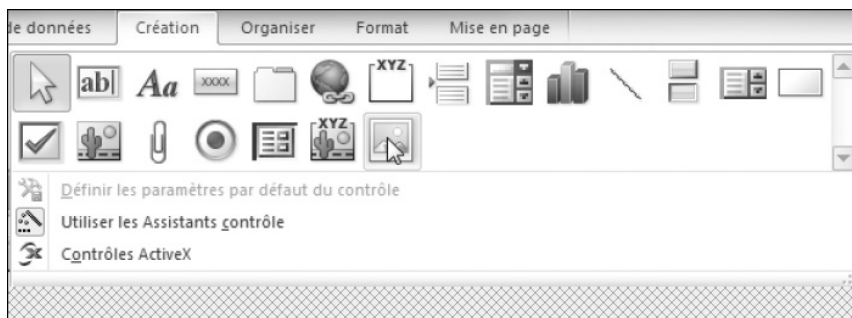 de données Création Organiser Format Mise en page
ab Aa xxxx XYZ
XYZ
Définir les paramètres par défaut du contrôle
Utiliser les Assistants contrôle
Contrôles ActiveX